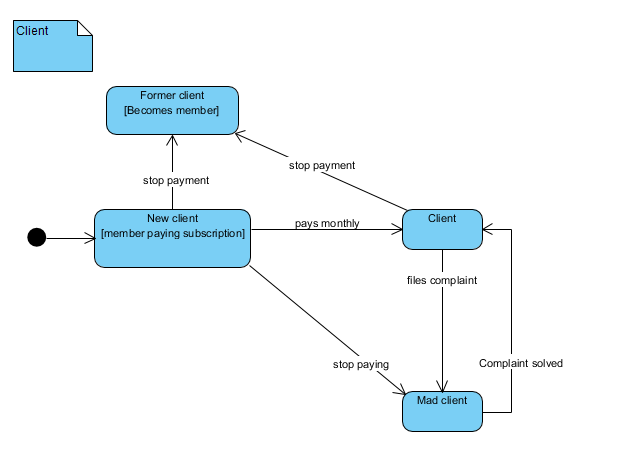 Client
Former client
[Becomes member]
stop payment
stop payment
New client
[member paying subscription]
pays monthly
Client
files complaint
stop paying
Complaint solved
Mad client